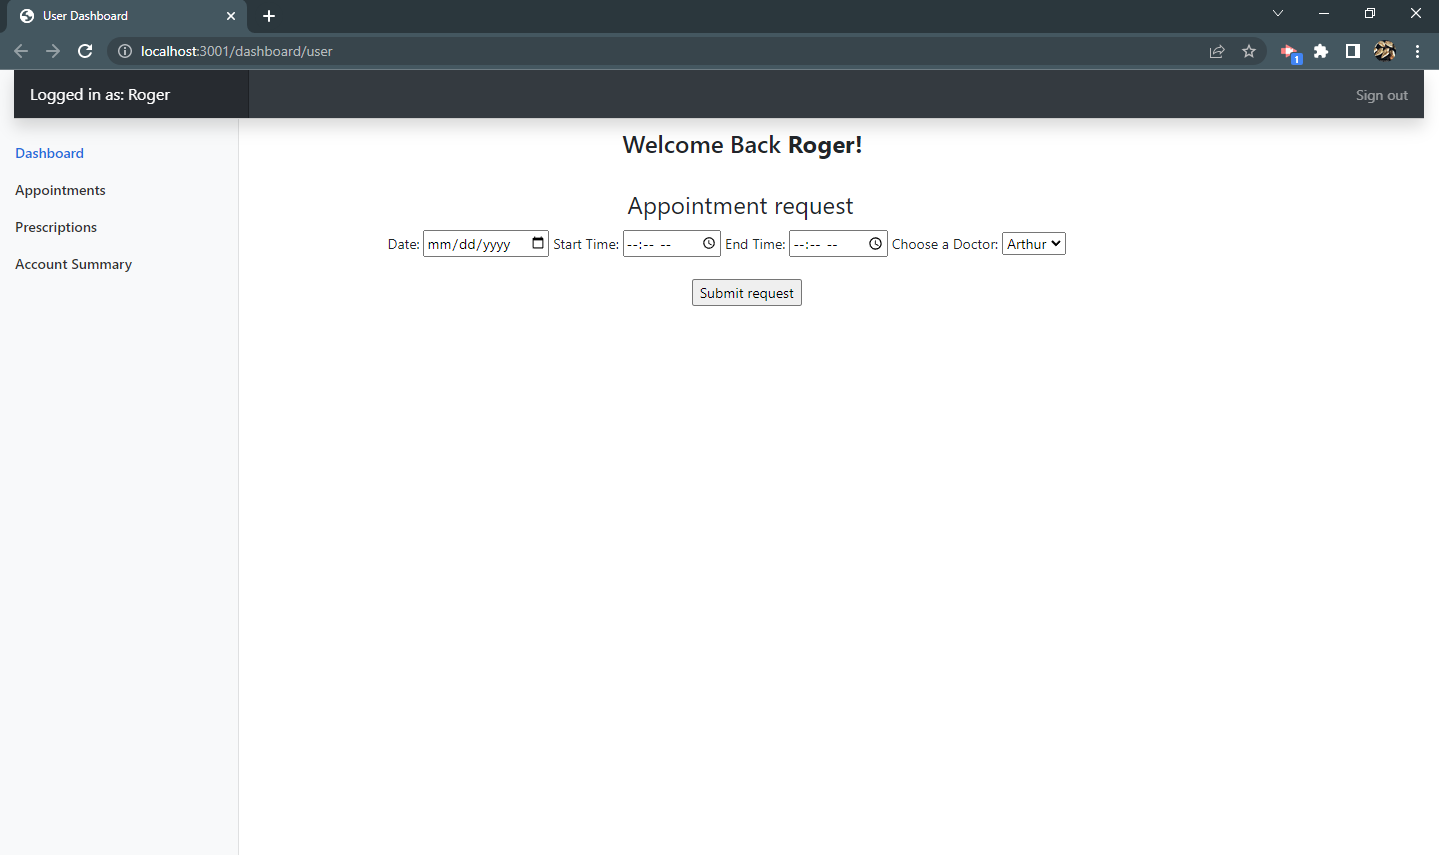 User Dashboard
localhost:3001/dashboard/user
1
Logged in as: Roger
Sign out
Dashboard
Appointments
Prescriptions
Account Summary
Welcome Back Roger!
Appointment request
Date: mm/dd/yyyy Start Time: --:-- -- End Time: --:-- -- Choose a Doctor: Arthur
Submit request